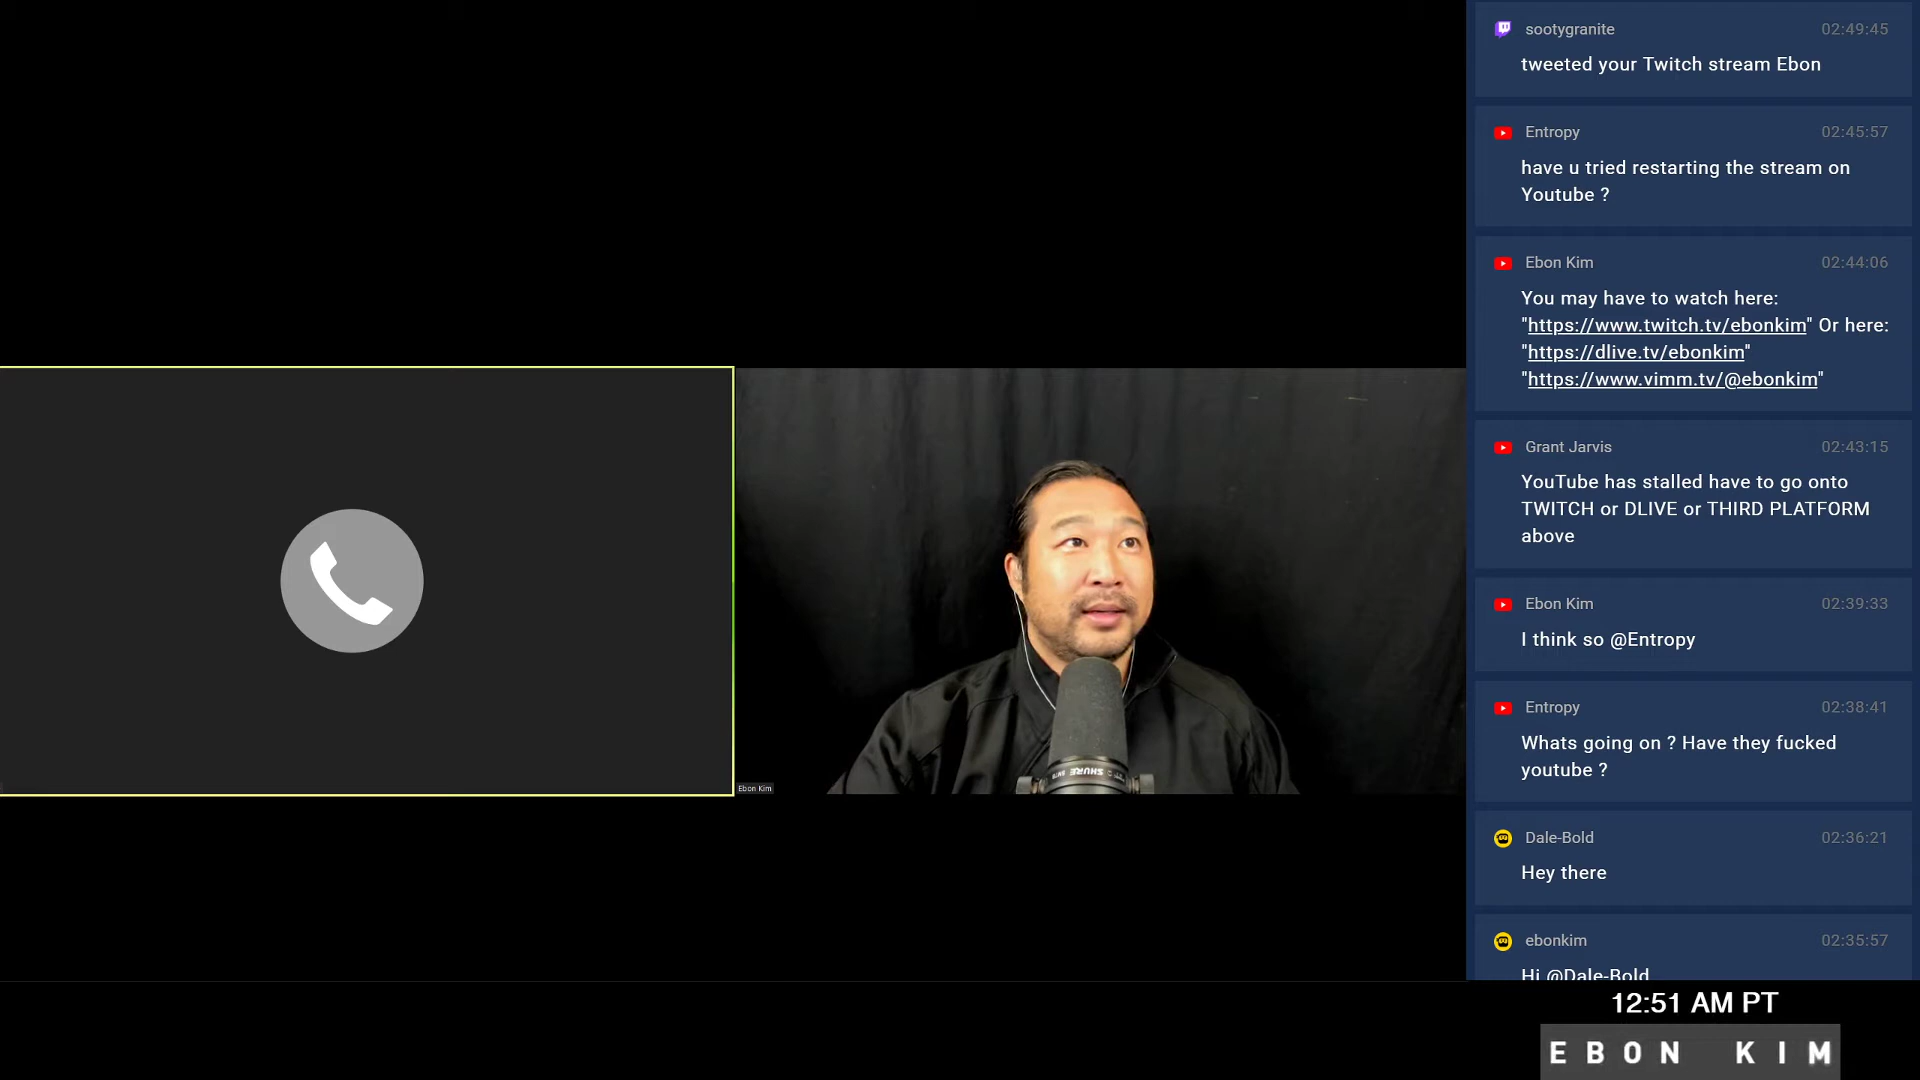 sootygranite 02:49:45
tweeted your Twitch stream Ebon
Entropy 02:45:57
have u tried restarting the stream on
Youtube ?
Ebon Kim 02:44:06
You may have to watch here:
"https://www.twitch.tv/ebonkim" Or here:
"https://dlive.tv/ebonkim"
"https://www.vimm.tv/@ebonkim"
Grant Jarvis 02:43:15
YouTube has stalled have to go onto
TWITCH or DLIVE or THIRD PLATFORM
above
Ebon Kim 02:39:33
I think so @Entropy
Entropy 02:38:41
Whats going on ? Have they fucked
youtube ?
Dale-Bold 02:36:21
Hey there
ebonkim 02:35:57
Hi @Dale-Bold
Ebon Kim
SHURE SM7B
12:51 AM PT
EBON KIM